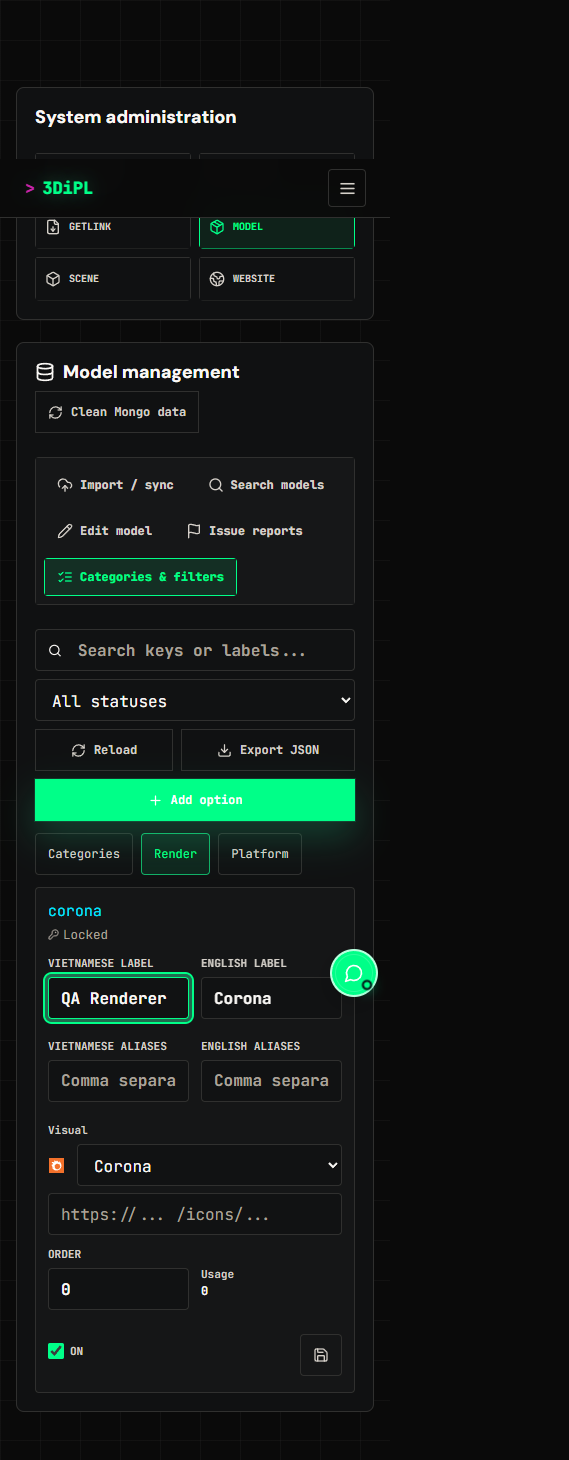 System administration
> 3DiPL
GETLINK
MODEL
SCENE
WEBSITE
Model management
Clean Mongo data
Import / sync
Search models
Edit model
Issue reports
Categories & filters
Search keys or labels...
All statuses
Reload
Export JSON
+ Add option
Categories
Render
Platform
corona
Locked
VIETNAMESE LABEL
ENGLISH LABEL
QA Renderer
Corona
VIETNAMESE ALIASES
ENGLISH ALIASES
Comma separa
Comma separa
Visual
Corona
https://... /icons/...
ORDER
Usage
0
0
ON